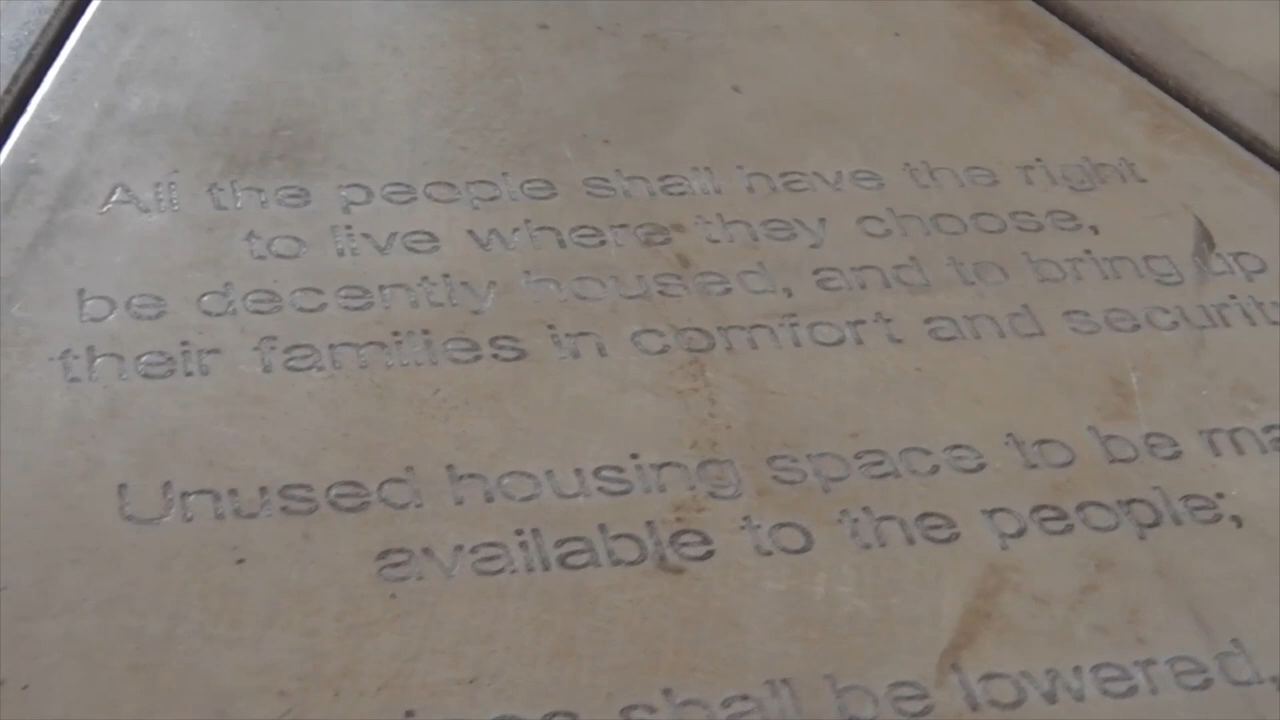 All the people shall have the right
to live where they choose,
be decently housed, and to bring up
their families in comfort and securit
Unused housing space to be ma
available to the people;
shall be lowered,